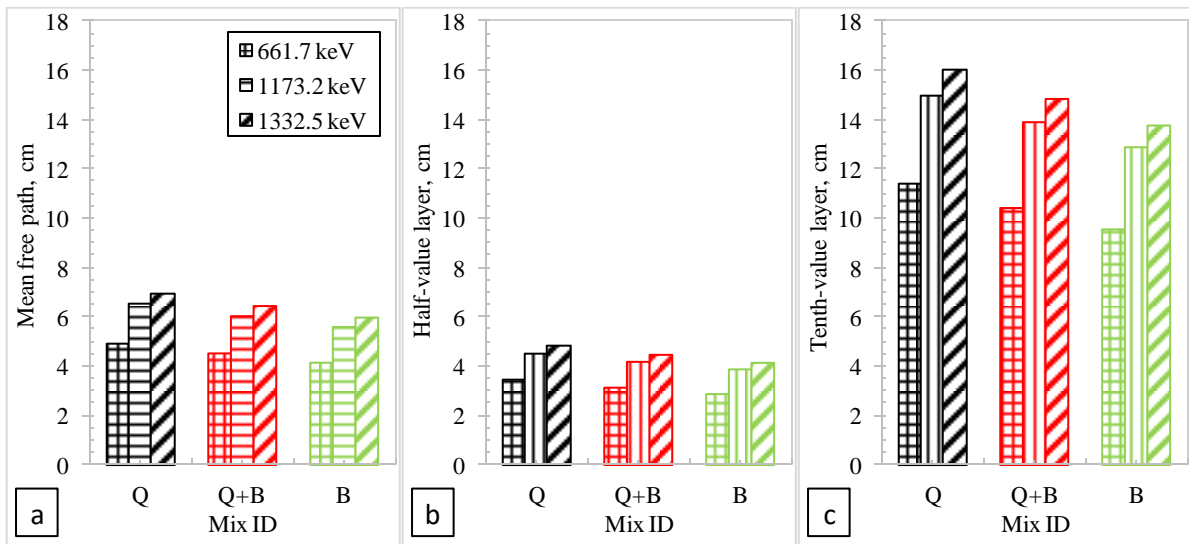 Mean free path, cm
18
16
14
12
10
8
6
4
2
0
661.7 keV
1173.2 keV
1332.5 keV
Q Q+B B
Mix ID
a
Half-value layer, cm
18
16
14
12
10
8
6
4
2
0
Q Q+B B
Mix ID
b
Tenth-value layer, cm
18
16
14
12
10
8
6
4
2
0
Q Q+B B
Mix ID
c